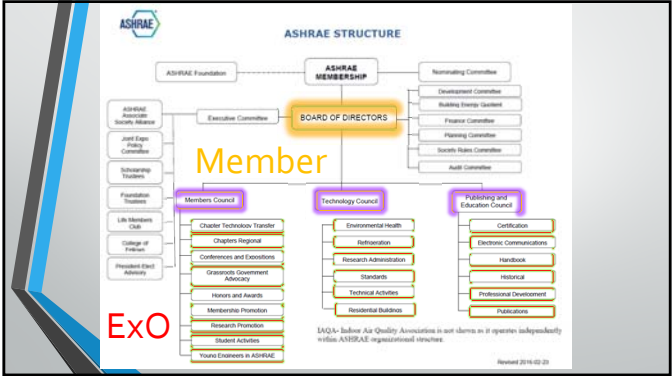 ASHRAE
ASHRAE STRUCTURE
ASHRAE Foundation
ASHRAE
MEMBERSHIP
Nominating Committee
ASHRAE
Associate
Society Alliance
Joint Expo
Policy
Committee
Scholarship
Trustees
Foundation
Trustees
Life Members
Club
College of
Fellows
President-Elect
Advisory
Executive Committee
BOARD OF DIRECTORS
Development Committee
Building Energy Quotient
Finance Committee
Planning Committee
Society Rules Committee
Audit Committee
Member
Members Council
Technology Council
Publishing and
Education Council
Chapter Technology Transfer
Chapters Regional
Conferences and Expositions
Grassroots Government
Advocacy
Honors and Awards
Membership Promotion
Research Promotion
Student Activities
Young Engineers in ASHRAE
Environmental Health
Refrigeration
Research Administration
Standards
Technical Activities
Residential Buildings
Certification
Electronic Communications
Handbook
Historical
Professional Development
Publications
ExO
IAQA- Indoor Air Quality Association is not shown as it operates independently
within ASHRAE organizational structure.
Revised 2016-02-23